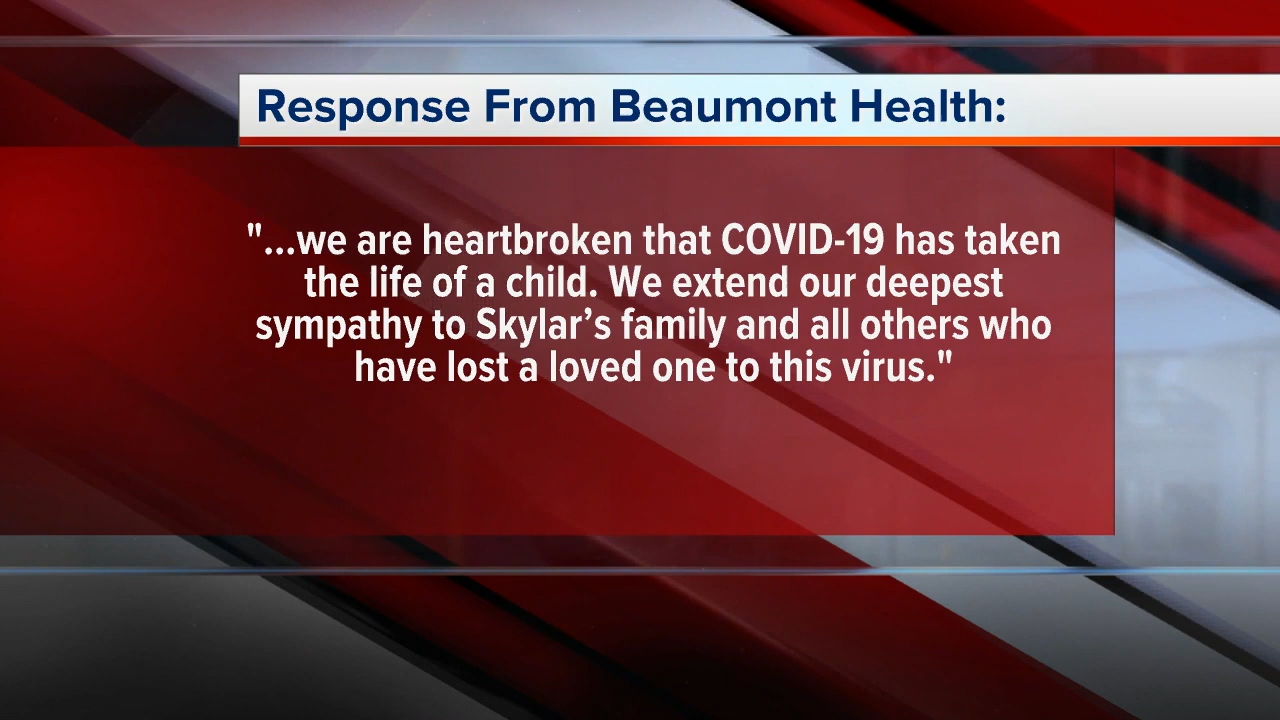 Response From Beaumont Health:
"...we are heartbroken that COVID-19 has taken
the life of a child. We extend our deepest
sympathy to Skylar’s family and all others who
have lost a loved one to this virus."